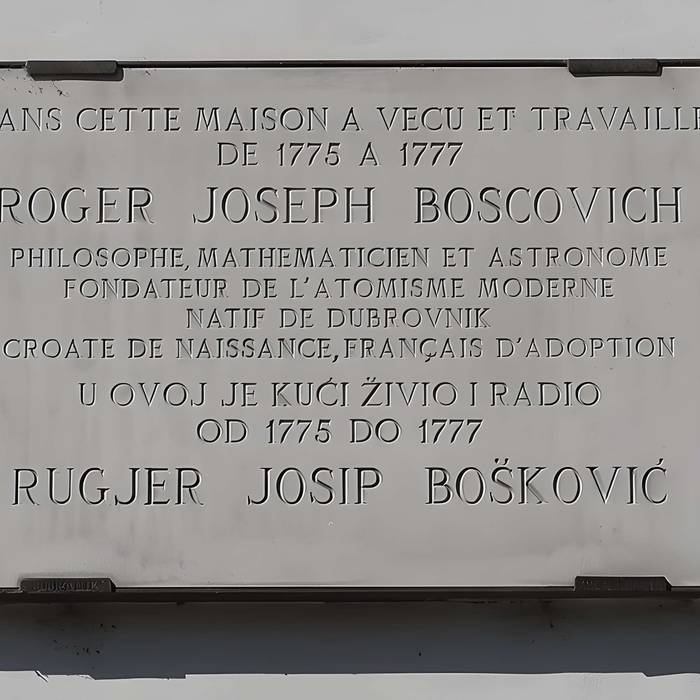 ANS CETTE MAISON A VECU ET TRAVAILLE
DE 1775 A 1777
ROGER JOSEPH BOSCOVICH
PHILOSOPHE, MATHEMATICIEN ET ASTRONOME
FONDATEUR DE L'ATOMISME MODERNE
NATIF DE DUBROVNIK
CROATE DE NAISSANCE, FRANÇAIS D'ADOPTION
U OVOJ JE KUĆI ŽIVIO I RADIO
OD 1775 DO 1777
RUGJER JOSIP BOŠKOVIĆ
DUBROVNIK